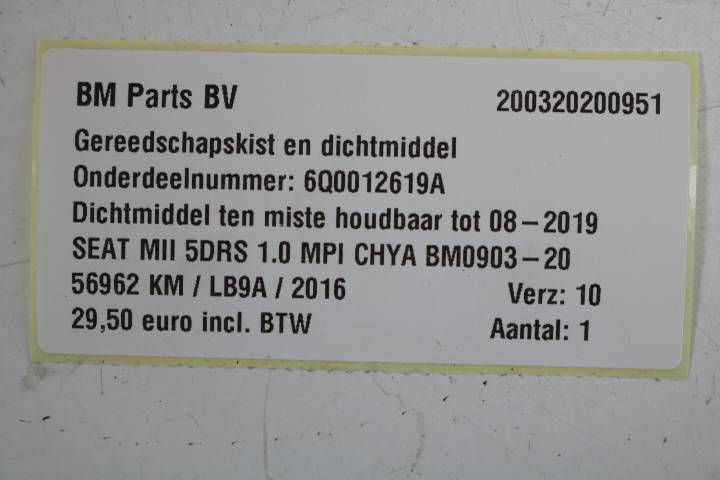 BM Parts BV 200320200951
Gereedschapskist en dichtmiddel
Onderdeelnummer: 6Q0012619A
Dichtmiddel ten miste houdbaar tot 08-2019
SEAT MII 5DRS 1.0 MPI CHYA BM0903-20
56962 KM / LB9A / 2016 Verz: 10
29,50 euro incl. BTW Aantal: 1